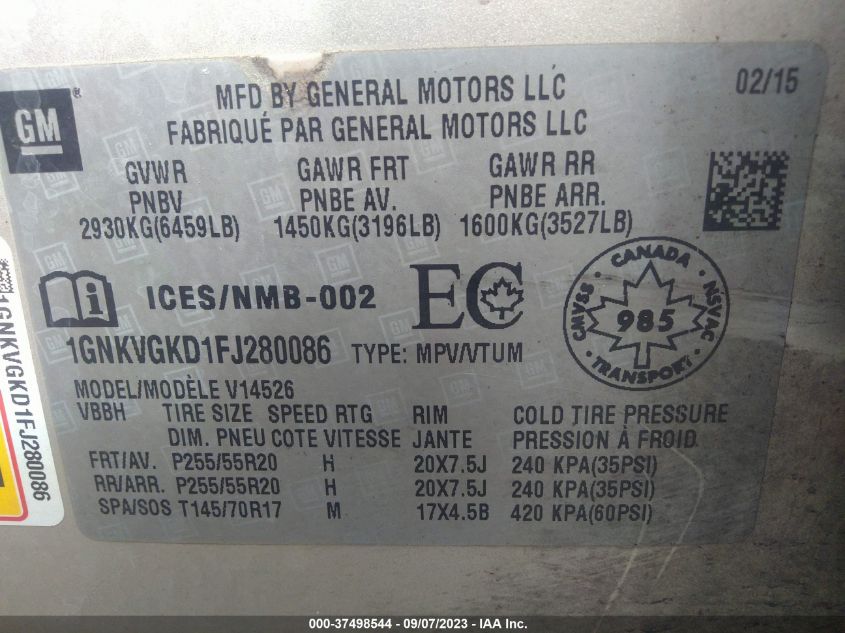 GM
MFD BY GENERAL MOTORS LLC
02/15
FABRIQUÉ PAR GENERAL MOTORS LLC
GVWR GAWR FRT GAWR RR
PNBV PNBE AV. PNBE ARR.
2930KG(6459LB) 1450KG(3196LB) 1600KG(3527LB)
ICES/NMB-002 EC
CANADA
CMVSS 985 NSVAC
TRANSPORT
1GNKVGKD1FJ280086 TYPE: MPV/VTUM
MODEL/MODÈLE V14526
VBBH TIRE SIZE SPEED RTG RIM COLD TIRE PRESSURE
DIM. PNEU COTE VITESSE JANTE PRESSION À FROID
FRT/AV. P255/55R20 H 20X7.5J 240 KPA(35PSI)
RR/ARR. P255/55R20 H 20X7.5J 240 KPA(35PSI)
SPA/SOS T145/70R17 M 17X4.5B 420 KPA(60PSI)
1GNKVGKD1FJ280086
000-37498544 - 09/07/2023 - IAA Inc.